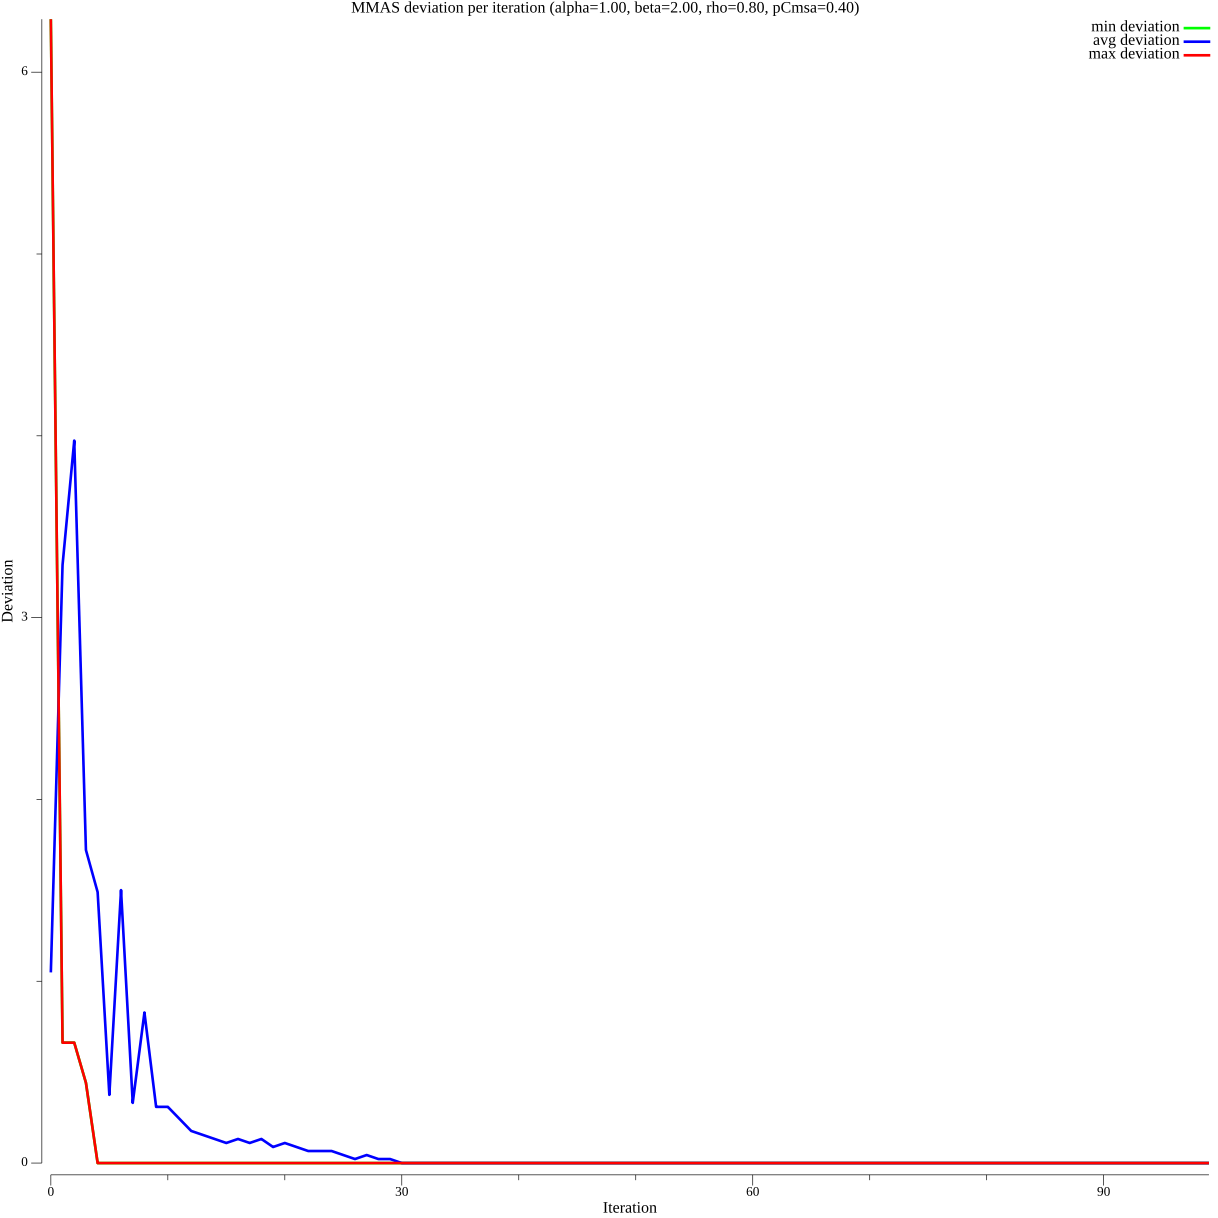 MMAS deviation per iteration (alpha=1.00, beta=2.00, rho=0.80, pCmsa=0.40)
min deviation
avg deviation
max deviation
6
3
0
Deviation
0
30
60
90
Iteration